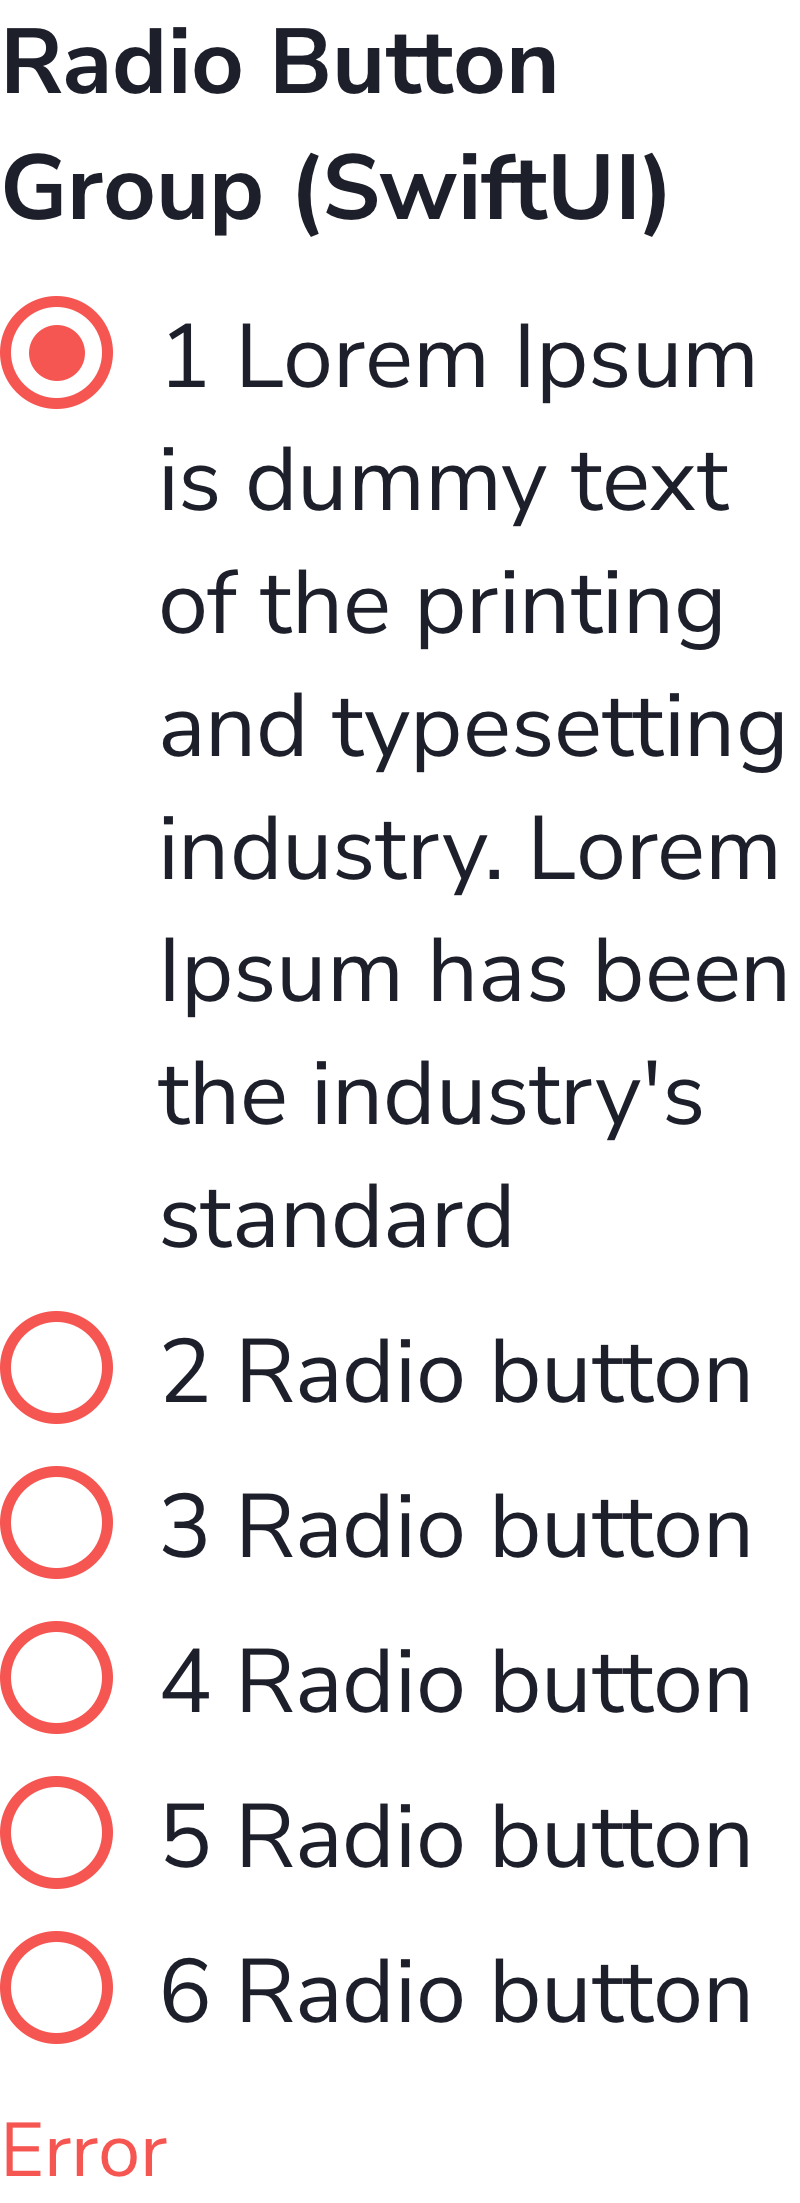 Radio Button
Group (SwiftUI)
1 Lorem Ipsum
is dummy text
of the printing
and typesetting
industry. Lorem
Ipsum has been
the industry's
standard
2 Radio button
3 Radio button
4 Radio button
5 Radio button
6 Radio button
Error